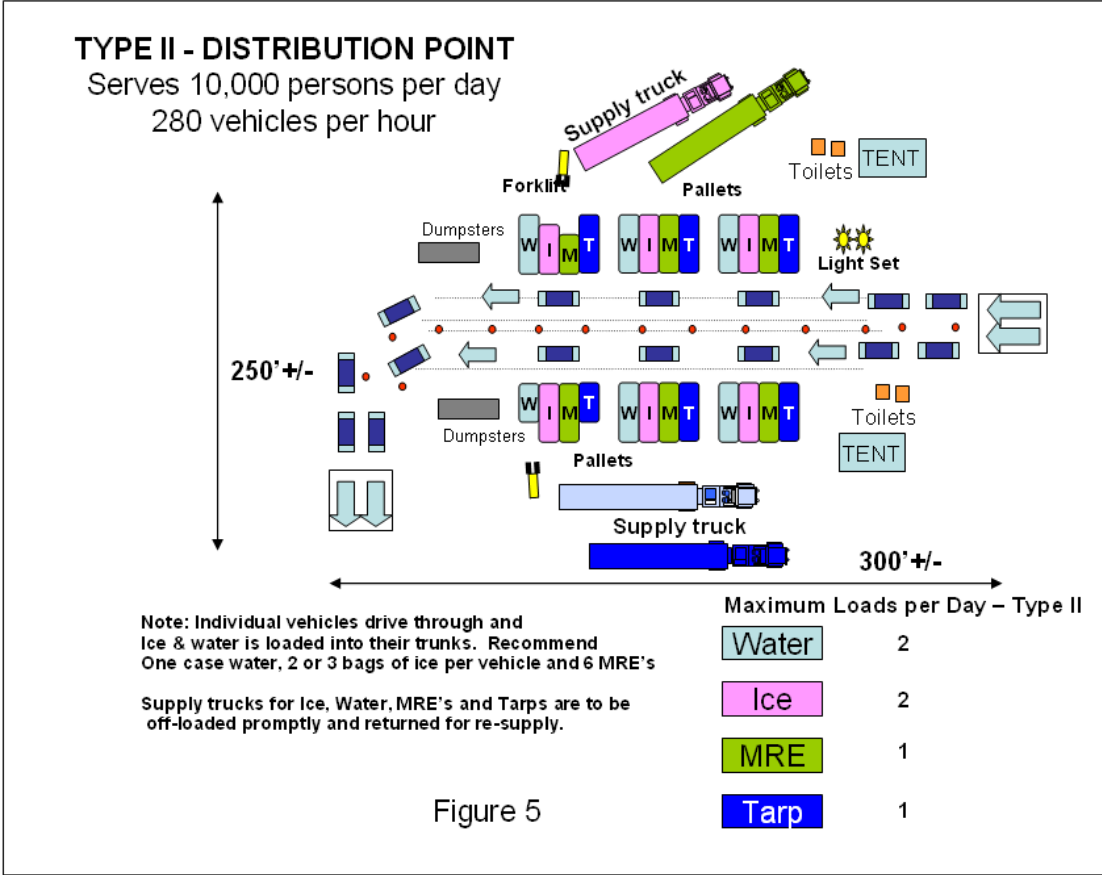 TYPE II - DISTRIBUTION POINT
Serves 10,000 persons per day
280 vehicles per hour
Supply truck
Toilets
TENT
Forklift
Pallets
Dumpsters
W I M T
W I M T
W I M T
Light Set
250'+/-
W I M T
W I M T
W I M T
Toilets
Dumpsters
TENT
Pallets
Supply truck
300'+/-
Maximum Loads per Day – Type II
Water 2
Ice 2
MRE 1
Tarp 1
Note: Individual vehicles drive through and
Ice & water is loaded into their trunks. Recommend
One case water, 2 or 3 bags of ice per vehicle and 6 MRE's
Supply trucks for Ice, Water, MRE's and Tarps are to be
off-loaded promptly and returned for re-supply.
Figure 5